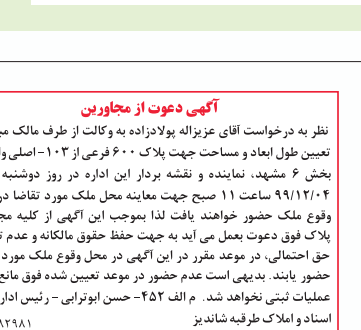 آگهی دعوت از مجاورین
نظر به درخواست آقای عزیزاله پولادزاده به وکالت از طرف مالک
تعیین طول ابعاد و مساحت جهت پلاک ۶۰۰ فرعی از ۱۰۳- اصلی
بخش ۶ مشهد، نماینده و نقشه بردار این اداره در روز دوشنبه
۹۹/۱۲/۰۴ ساعت ۱۱ صبح جهت معاینه محل ملک مورد تقاضا در
وقوع ملک حضور خواهند یافت لذا بموجب این آگهی از کلیه
پلاک فوق دعوت بعمل می آید به جهت حفظ حقوق مالکانه و عدم
حق احتمالی، در موعد مقرر در این آگهی در محل وقوع ملک مورد
حضور یابند. بدیهی است عدم حضور در موعد تعیین شده فوق مانع
عملیات ثبتی نخواهد شد. م الف ۴۵۲- حسن ابوترابی - رئیس
اسناد و املاک طرقبه شاندیز